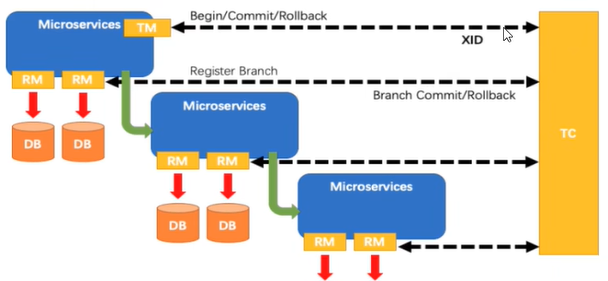 Begin/Commit/Rollback
Microservices
TM
XID
Register Branch
RM
RM
Branch Commit/Rollback
Microservices
TC
DB
DB
RM
RM
Microservices
DB
DB
RM
RM